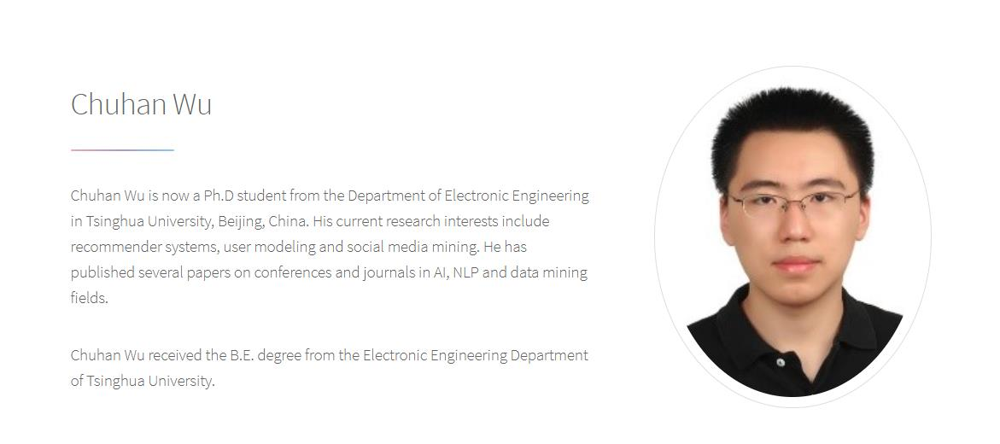 Chuhan Wu
Chuhan Wu is now a Ph.D student from the Department of Electronic Engineering
in Tsinghua University, Beijing, China. His current research interests include
recommender systems, user modeling and social media mining. He has
published several papers on conferences and journals in AI, NLP and data mining
fields.
Chuhan Wu received the B.E. degree from the Electronic Engineering Department
of Tsinghua University.